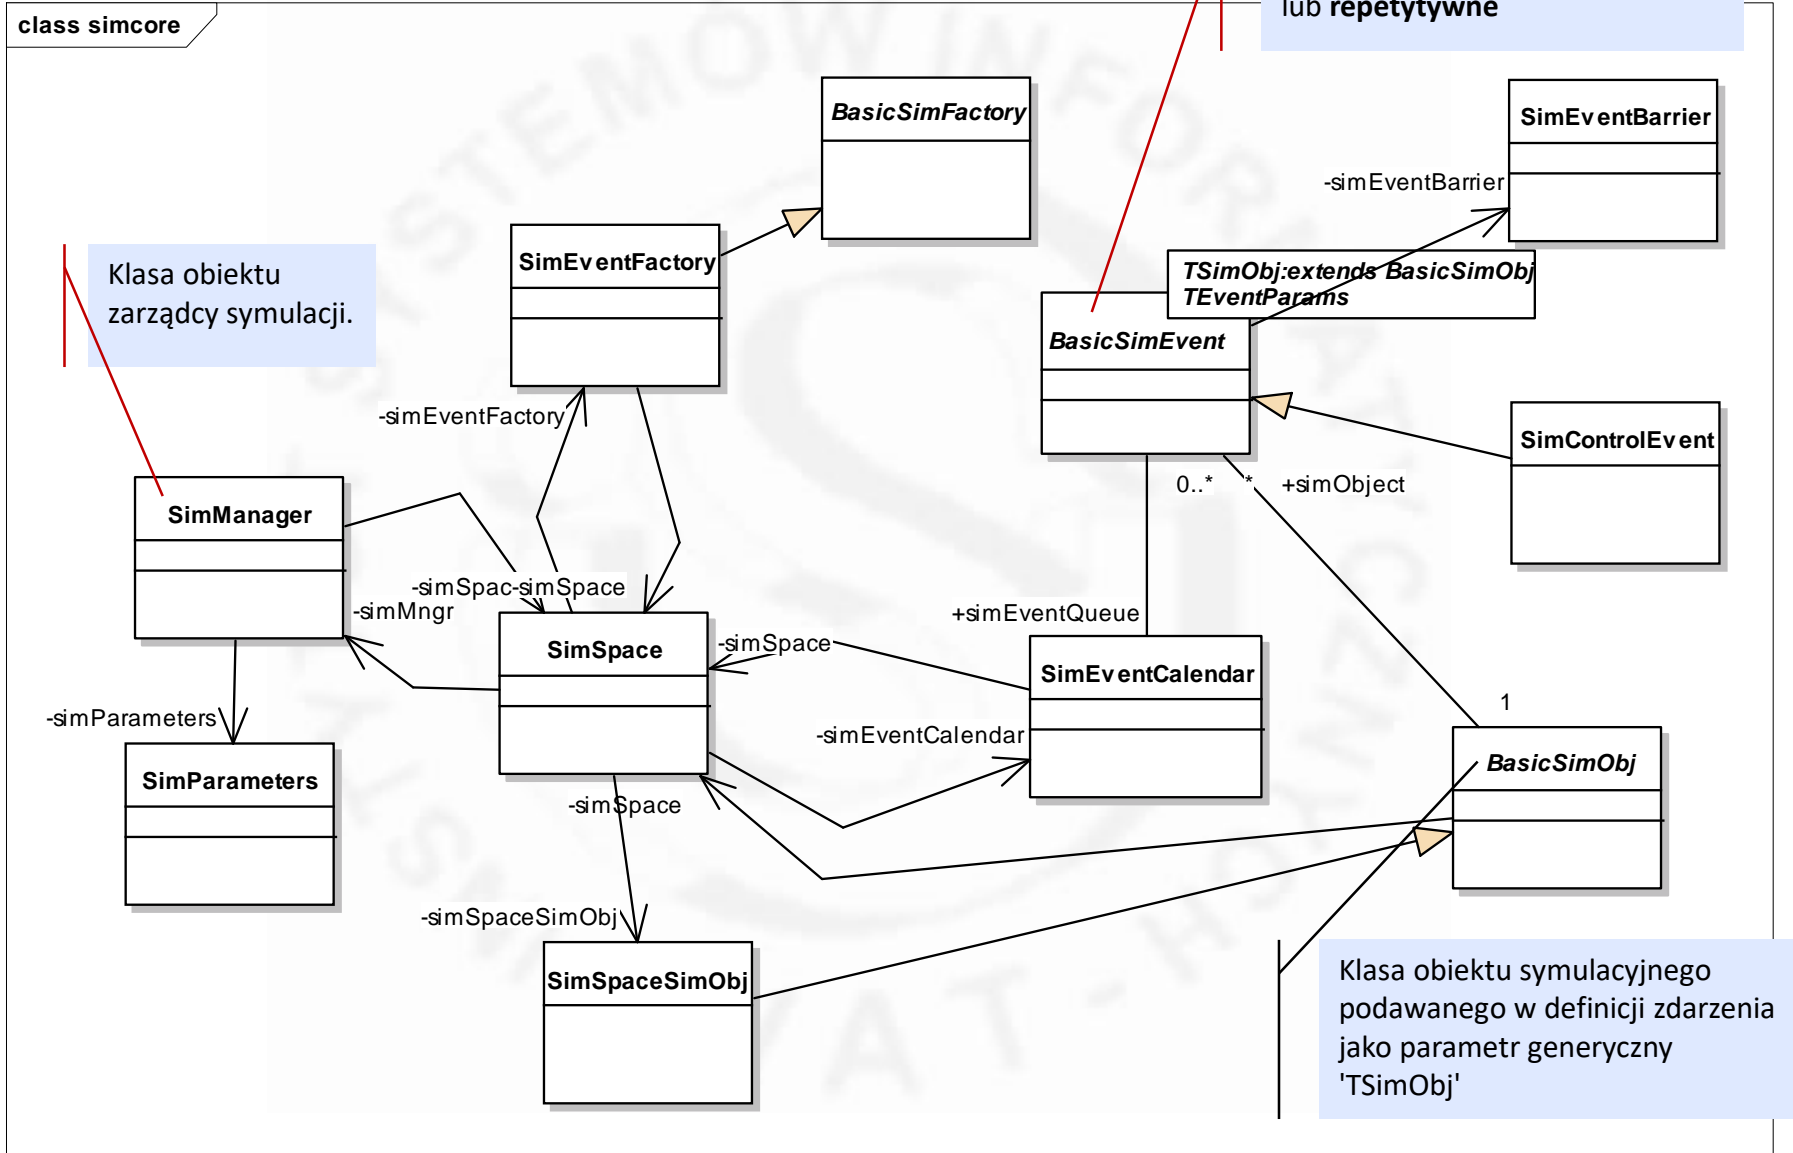 lub repetytywne
class simcore
BasicSimFactory
SimEventBarrier
-simEventBarrier
SimEventFactory
TSimObj:extends BasicSimObj
TEventParams
Klasa obiektu
zarządcy symulacji.
BasicSimEvent
-simEventFactory
SimControlEvent
0..*
*
+simObject
SimManager
-simSpac
-simSpace
-simMngr
+simEventQueue
SimSpace
-simSpace
SimEventCalendar
1
-simParameters
-simEventCalendar
SimParameters
BasicSimObj
-simSpace
-simSpaceSimObj
SimSpaceSimObj
Klasa obiektu symulacyjnego
podawanego w definicji zdarzenia
jako parametr generyczny
'TSimObj'